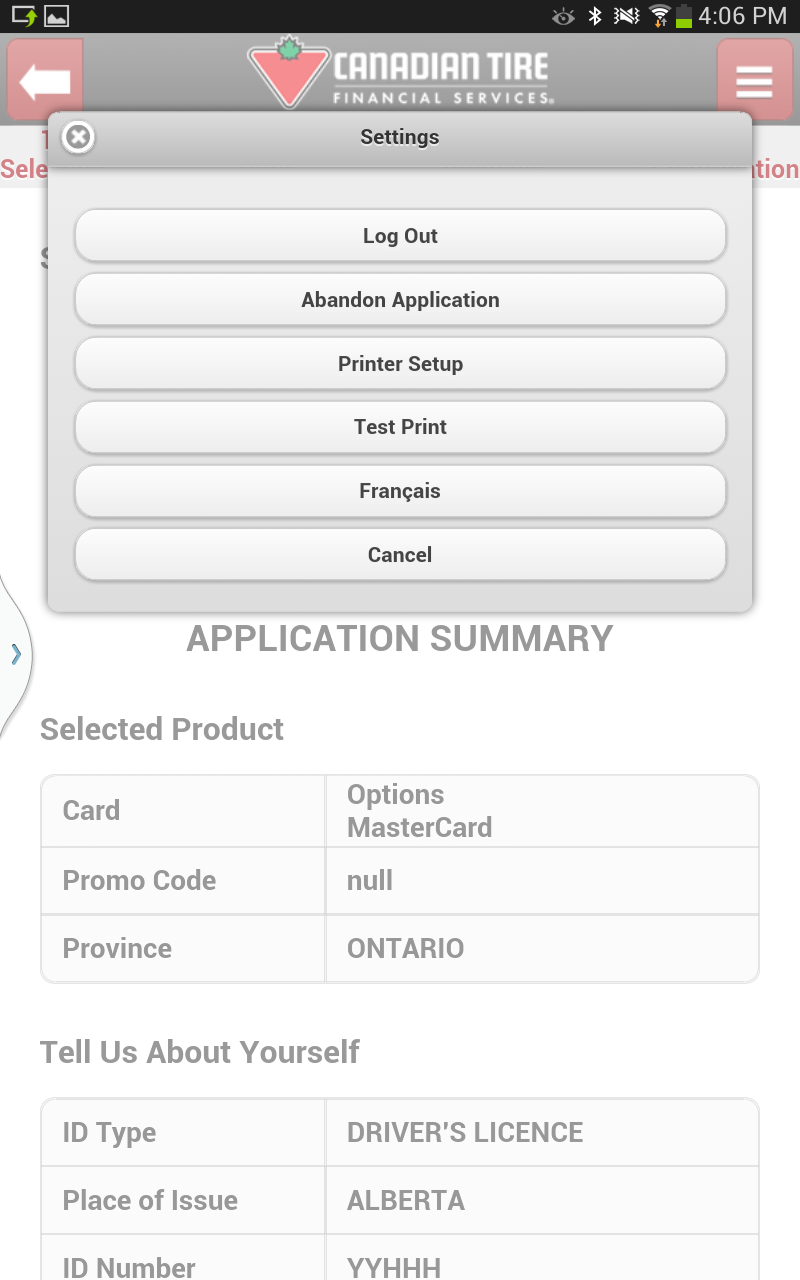 4:06 PM
CANADIAN TIRE
FINANCIAL SERVICES®
Settings
Log Out
Abandon Application
Printer Setup
Test Print
Français
Cancel
APPLICATION SUMMARY
Selected Product
Card
Options
MasterCard
Promo Code
null
Province
ONTARIO
Tell Us About Yourself
ID Type
DRIVER'S LICENCE
Place of Issue
ALBERTA
ID Number
YYHHH